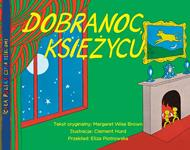 DOBRANOC,
KSIĘŻYCU
Tekst oryginalny: Margaret Wise Brown
Ilustracje: Clement Hurd
Przekład: Eliza Piotrowska